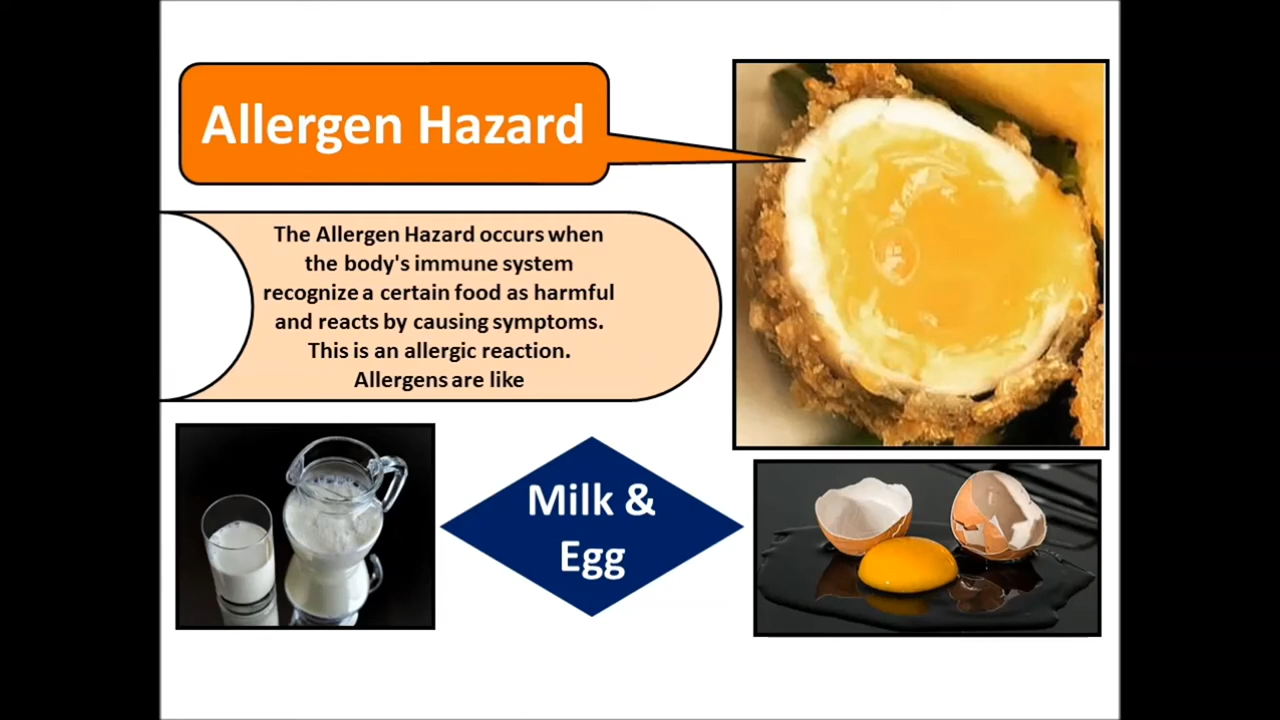 Allergen Hazard
The Allergen Hazard occurs when
the body's immune system
recognize a certain food as harmful
and reacts by causing symptoms.
This is an allergic reaction.
Allergens are like
Milk &
Egg